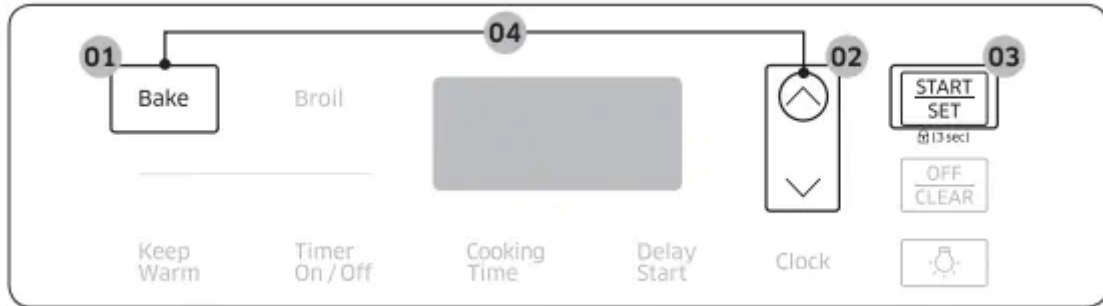 04
01
02
03
Bake
Broil
START
SET
(3 sec)
OFF
CLEAR
Keep
Warm
Timer
On / Off
Cooking
Time
Delay
Start
Clock